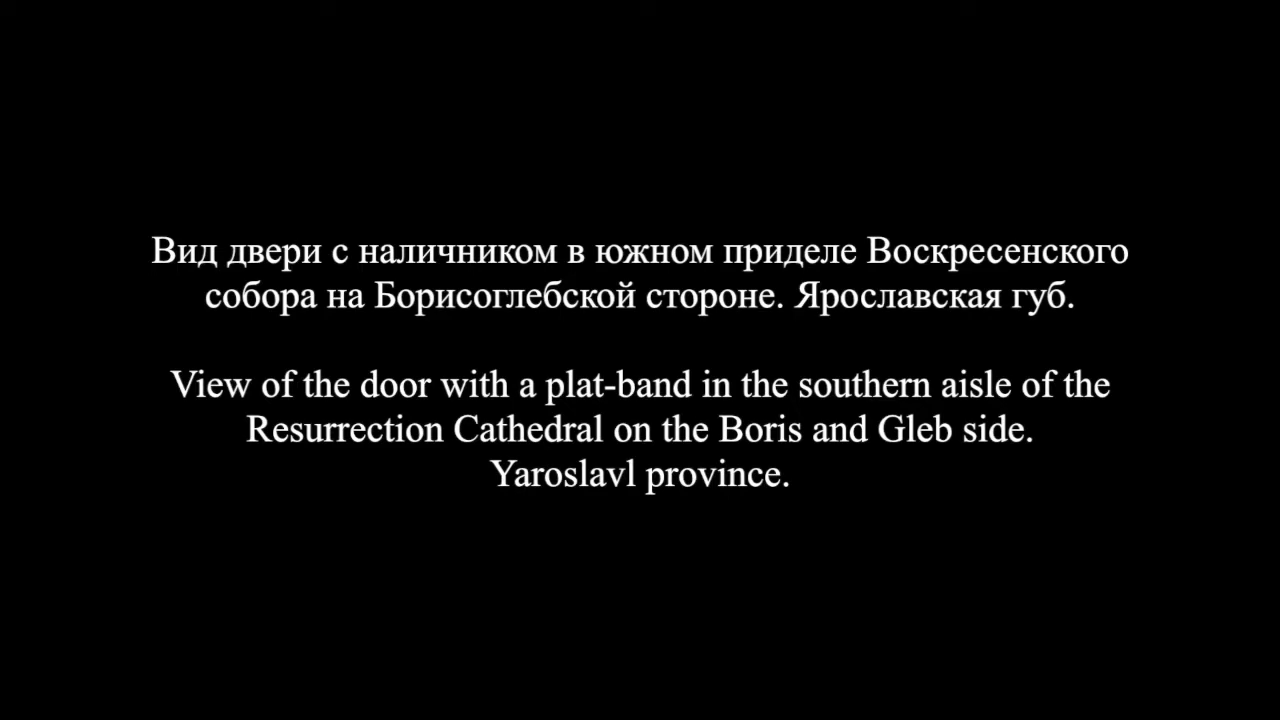 Вид двери с наличником в южном приделе Воскресенского
собора на Борисоглебской стороне. Ярославская губ.
View of the door with a plat-band in the southern aisle of the
Resurrection Cathedral on the Boris and Gleb side.
Yaroslavl province.